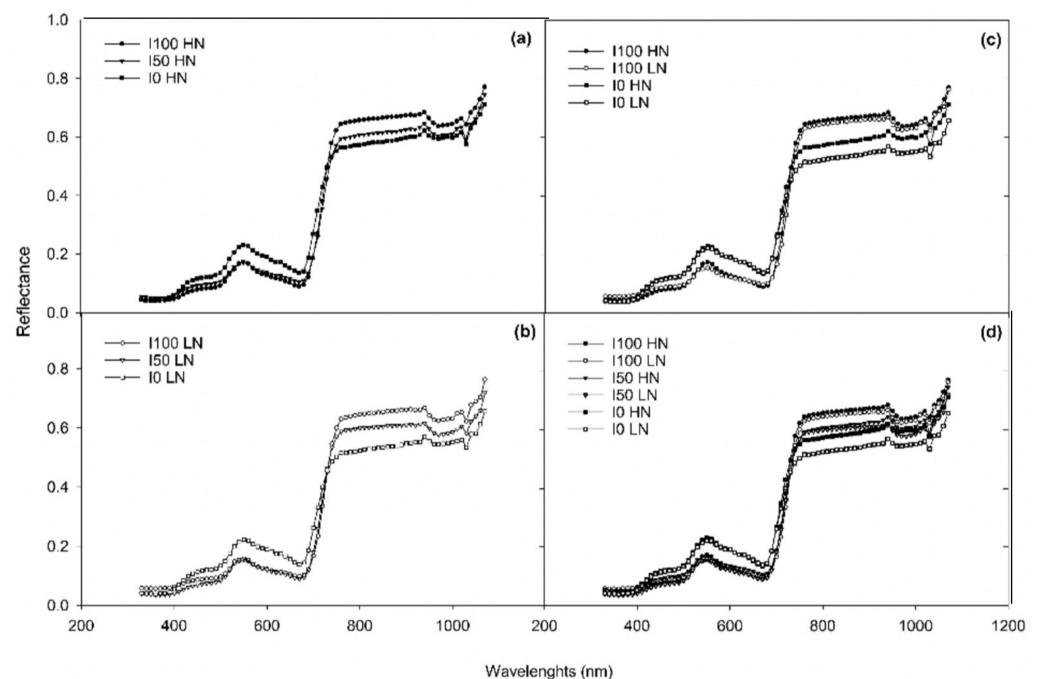 1.0
0.8
0.6
0.4
0.2
0.0
I100 HN
I50 HN
I0 HN
(a)
I100 HN
I100 LN
I0 HN
I0 LN
(c)
Reflectance
0.8
0.6
0.4
0.2
0.0
I100 LN
I50 LN
I0 LN
(b)
I100 HN
I100 LN
I50 HN
I50 LN
I0 HN
I0 LN
(d)
200 400 600 800 1000 200 400 600 800 1000 1200
Wavelenghts (nm)